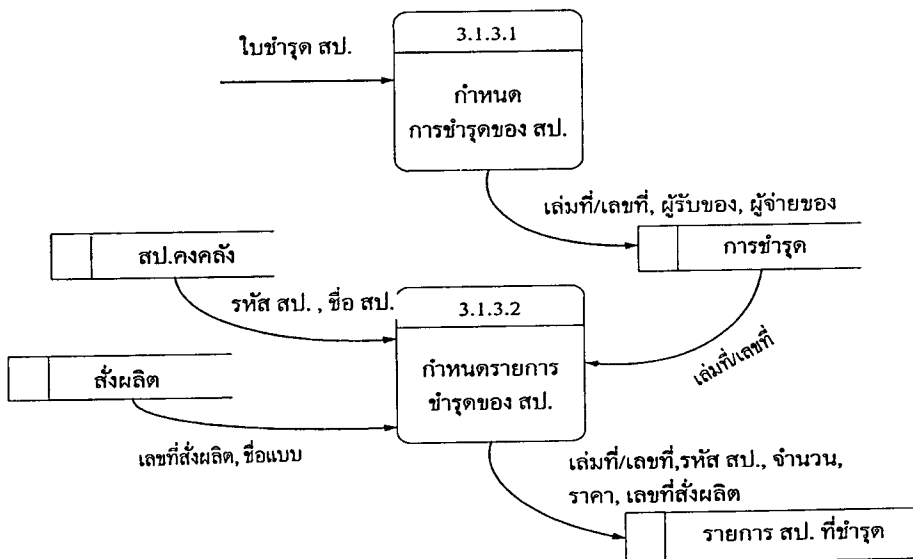 ใบชำรุด สป.
3.1.3.1
กำหนด
การชำรุดของ สป.
เล่มที่/เลขที่, ผู้รับของ, ผู้จ่ายของ
การชำรุด
สป.คงคลัง
รหัส สป. , ชื่อ สป.
3.1.3.2
กำหนดรายการ
ชำรุดของ สป.
เล่มที่/เลขที่
สั่งผลิต
เลขที่สั่งผลิต, ชื่อแบบ
เล่มที่/เลขที่,รหัส สป., จำนวน,
ราคา, เลขที่สั่งผลิต
รายการ สป. ที่ชำรุด